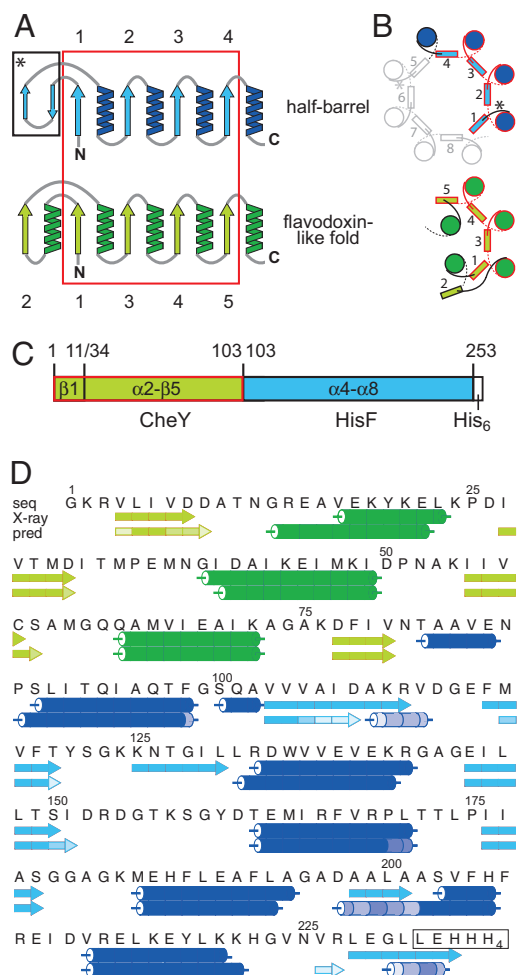 A
B
1 2 3 4
*
N
C
half-barrel
5 4 3 2 1 6 7 8
*
*
flavodoxin-like fold
N
C
2 1 3 4 5
5 4 3 1 2
C
1 11/34 103 103 253
β1 α2-β5 α4-α8
CheY HisF His6
D
1 25
seq G K R V L I V D D A T N G R E A V E K Y K E L K P D I
X-ray
pred
50
V T M D I T M P E M N G I D A I K E I M K I D P N A K I I V
75
C S A M G Q Q A M V I E A I K A G A K D F I V N T A A V E N
100
P S L I T Q I A Q T F G S Q A V V V A I D A K R V D G E F M
125
V F T Y S G K K N T G I L L R D W V V E V E K R G A G E I L
150 175
L T S I D R D G T K S G Y D T E M I R F V R P L T T L P I I
200
A S G G A G K M E H F L E A F L A G A D A A L A A S V F H F
225
R E I D V R E L K E Y L K K H G V N V R L E G L L E H H H4